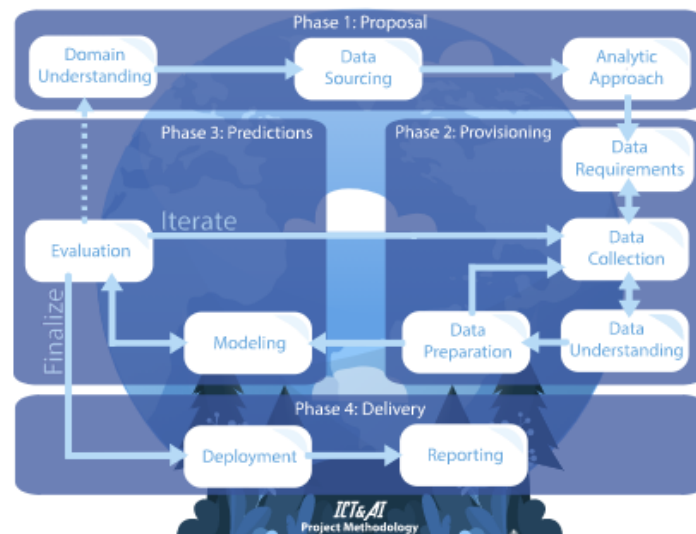 Phase 1: Proposal
Domain
Understanding
Data
Sourcing
Analytic
Approach
Phase 3: Predictions
Phase 2: Provisioning
Data
Requirements
Iterate
Evaluation
Data
Collection
Finalize
Modeling
Data
Preparation
Data
Understanding
Phase 4: Delivery
Deployment
Reporting
ICT&AI
Project Methodology